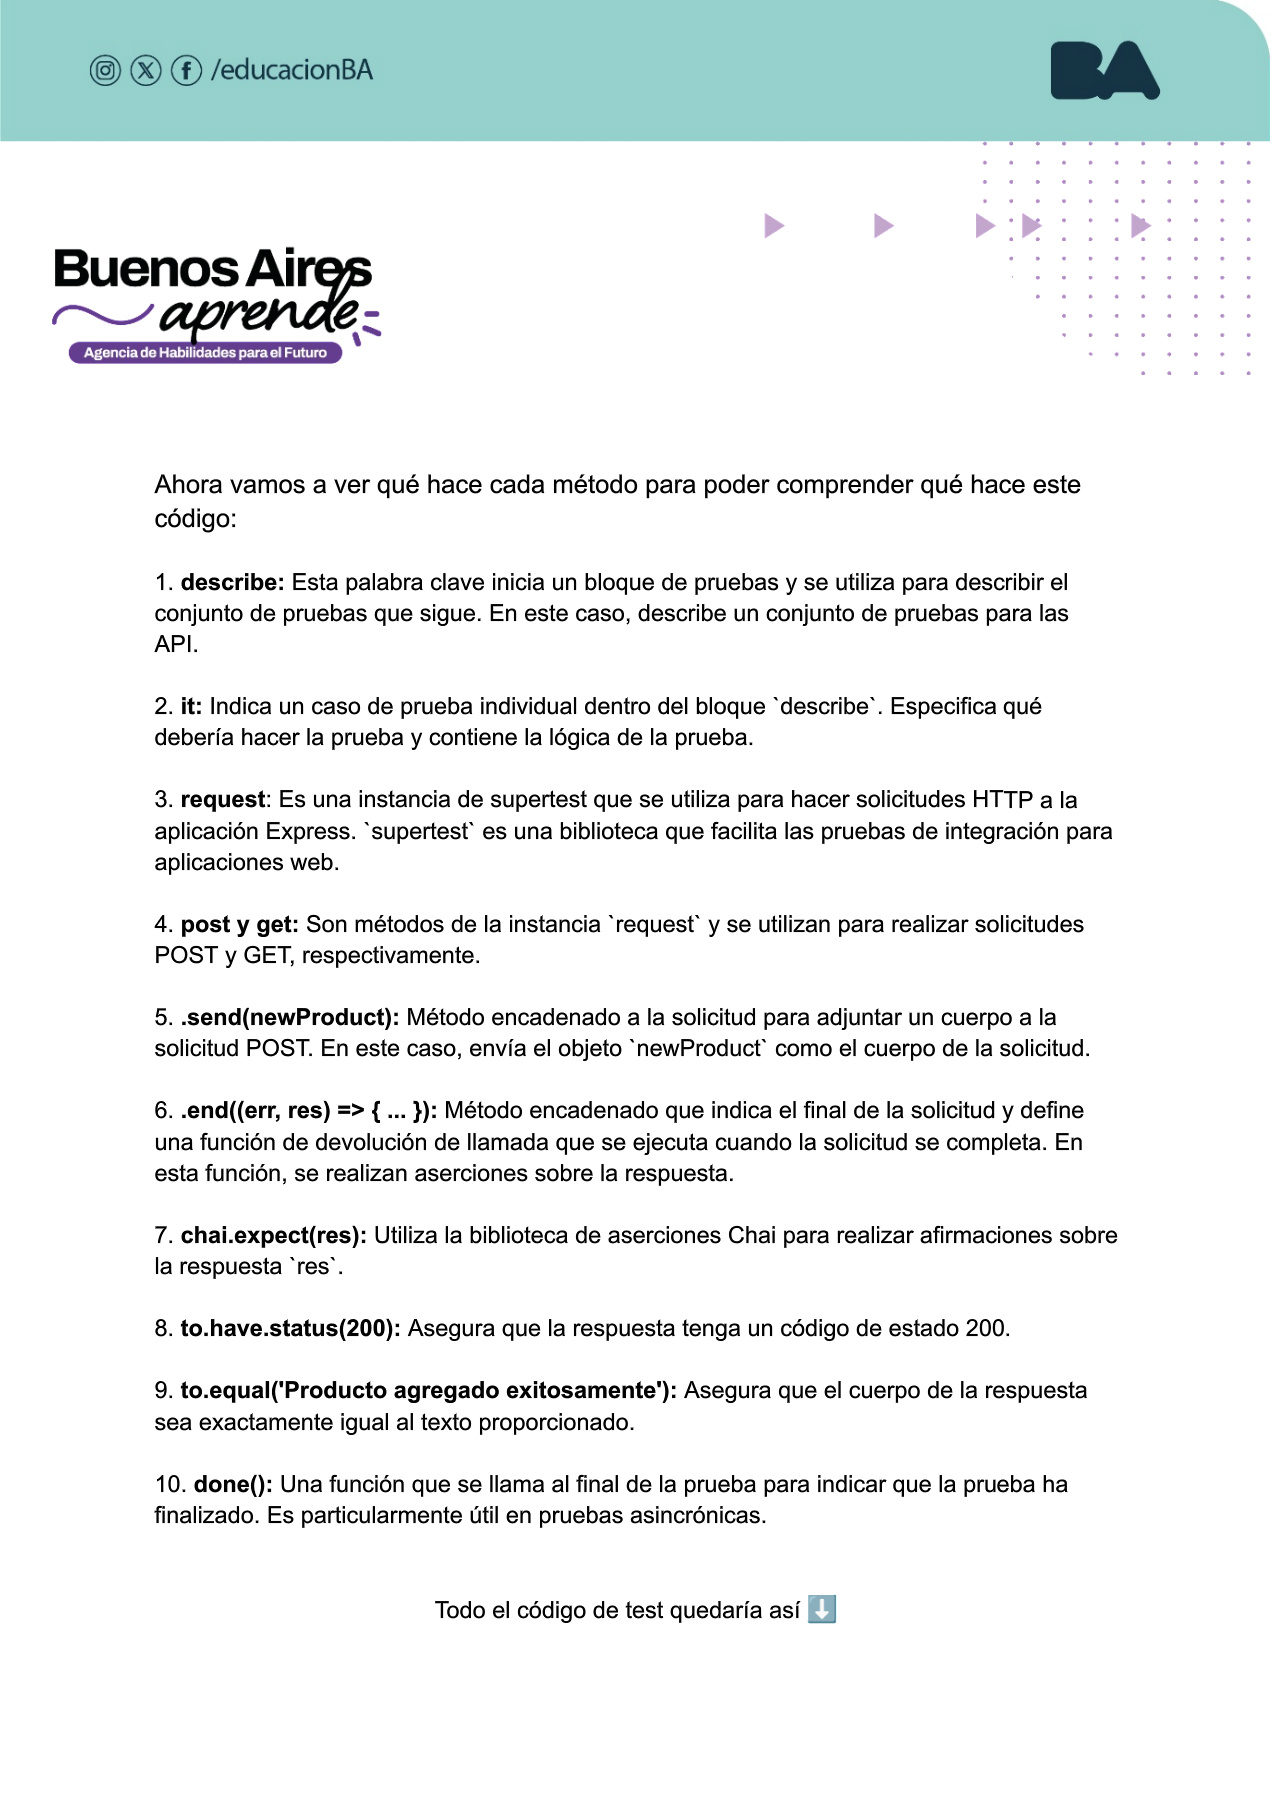 /educacionBA
BA
Buenos Aires
aprende
Agencia de Habilidades para el Futuro
Ahora vamos a ver qué hace cada método para poder comprender qué hace este
código:
1. describe: Esta palabra clave inicia un bloque de pruebas y se utiliza para describir el
conjunto de pruebas que sigue. En este caso, describe un conjunto de pruebas para las
API.
2. it: Indica un caso de prueba individual dentro del bloque `describe`. Especifica qué
debería hacer la prueba y contiene la lógica de la prueba.
3. request: Es una instancia de supertest que se utiliza para hacer solicitudes HTTP a la
aplicación Express. `supertest` es una biblioteca que facilita las pruebas de integración para
aplicaciones web.
4. post y get: Son métodos de la instancia `request` y se utilizan para realizar solicitudes
POST y GET, respectivamente.
5. .send(newProduct): Método encadenado a la solicitud para adjuntar un cuerpo a la
solicitud POST. En este caso, envía el objeto `newProduct` como el cuerpo de la solicitud.
6. .end((err, res) => { ... }): Método encadenado que indica el final de la solicitud y define
una función de devolución de llamada que se ejecuta cuando la solicitud se completa. En
esta función, se realizan aserciones sobre la respuesta.
7. chai.expect(res): Utiliza la biblioteca de aserciones Chai para realizar afirmaciones sobre
la respuesta `res`.
8. to.have.status(200): Asegura que la respuesta tenga un código de estado 200.
9. to.equal('Producto agregado exitosamente'): Asegura que el cuerpo de la respuesta
sea exactamente igual al texto proporcionado.
10. done(): Una función que se llama al final de la prueba para indicar que la prueba ha
finalizado. Es particularmente útil en pruebas asincrónicas.
Todo el código de test quedaría así ⬇️